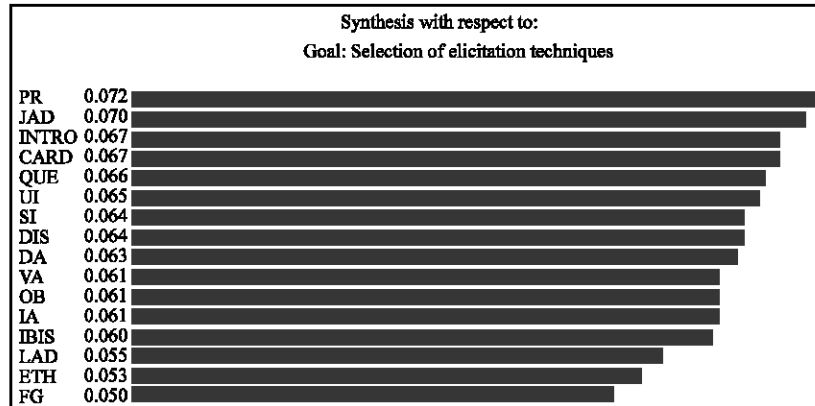 Synthesis with respect to:
Goal: Selection of elicitation techniques
PR 0.072
JAD 0.070
INTRO 0.067
CARD 0.067
QUE 0.066
UI 0.065
SI 0.064
DIS 0.064
DA 0.063
VA 0.061
OB 0.061
IA 0.061
IBIS 0.060
LAD 0.055
ETH 0.053
FG 0.050